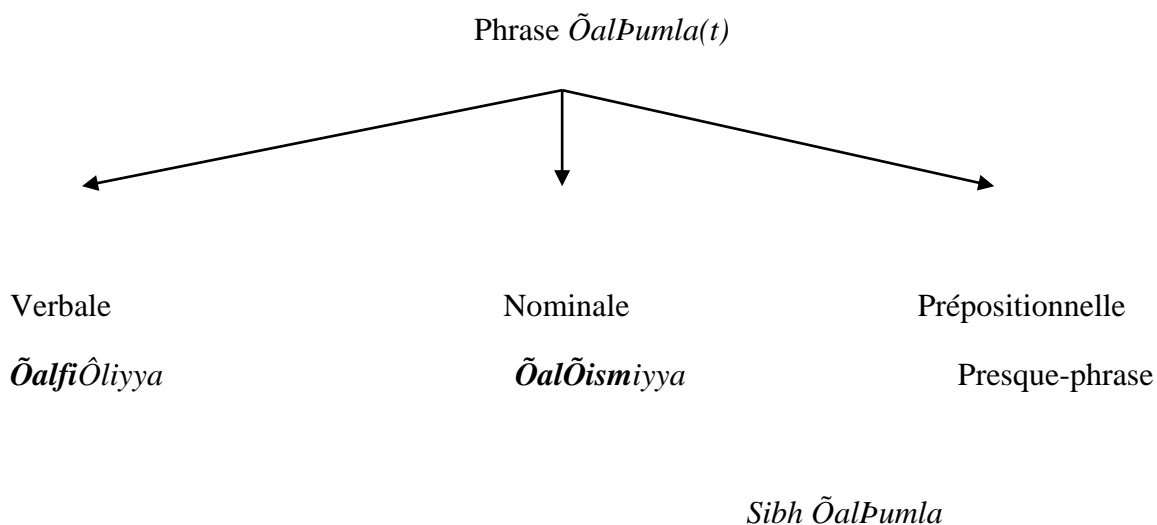 Phrase ÕalÞumla(t)
Verbale Nominale Prépositionnelle
ÕalfiÔliyya ÕalÕismiyya Presque-phrase
Sibh ÕalÞumla